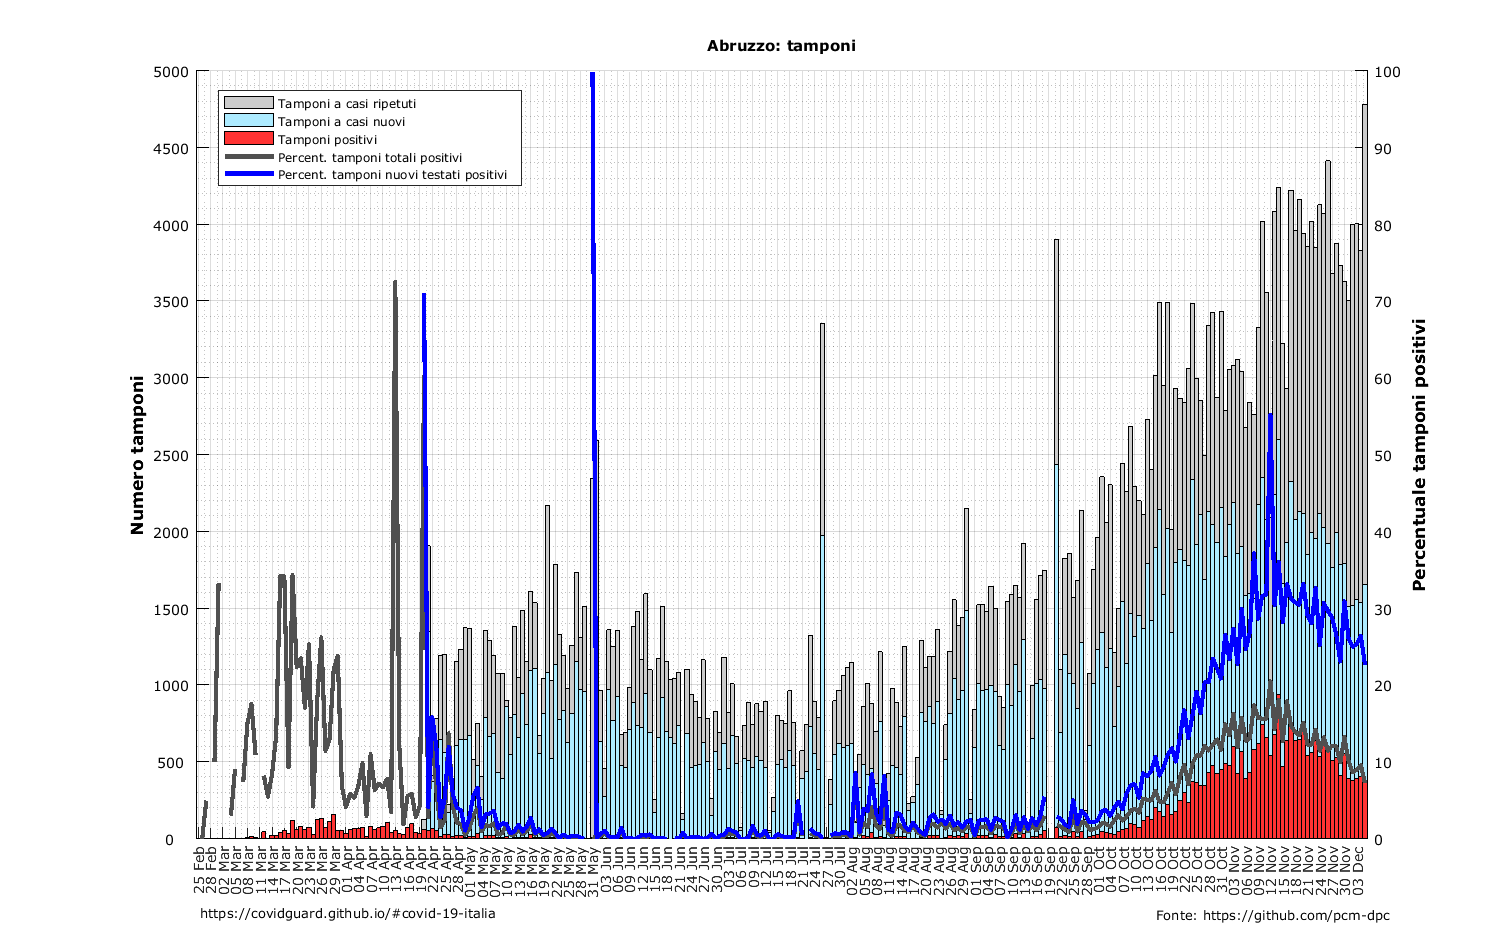 Abruzzo: tamponi
5000
4500
4000
3500
3000
2500
2000
1500
1000
500
0
Numero tamponi
Tamponi a casi ripetuti
Tamponi a casi nuovi
Tamponi positivi
Percent. tamponi totali positivi
Percent. tamponi nuovi testati positivi
100
90
80
70
60
50
40
30
20
10
0
Percentuale tamponi positivi
25 Feb
28 Feb
02 Mar
05 Mar
08 Mar
11 Mar
14 Mar
17 Mar
20 Mar
23 Mar
26 Mar
29 Mar
01 Apr
04 Apr
07 Apr
10 Apr
13 Apr
16 Apr
19 Apr
22 Apr
25 Apr
28 Apr
01 May
04 May
07 May
10 May
13 May
16 May
19 May
22 May
25 May
28 May
31 May
03 Jun
06 Jun
09 Jun
12 Jun
15 Jun
18 Jun
21 Jun
24 Jun
27 Jun
30 Jun
03 Jul
06 Jul
09 Jul
12 Jul
15 Jul
18 Jul
21 Jul
24 Jul
27 Jul
30 Jul
02 Aug
05 Aug
08 Aug
11 Aug
14 Aug
17 Aug
20 Aug
23 Aug
26 Aug
29 Aug
01 Sep
04 Sep
07 Sep
10 Sep
13 Sep
16 Sep
19 Sep
22 Sep
25 Sep
28 Sep
01 Oct
04 Oct
07 Oct
10 Oct
13 Oct
16 Oct
19 Oct
22 Oct
25 Oct
28 Oct
31 Oct
03 Nov
06 Nov
09 Nov
12 Nov
15 Nov
18 Nov
21 Nov
24 Nov
27 Nov
30 Nov
03 Dec
https://covidguard.github.io/#covid-19-italia
Fonte: https://github.com/pcm-dpc